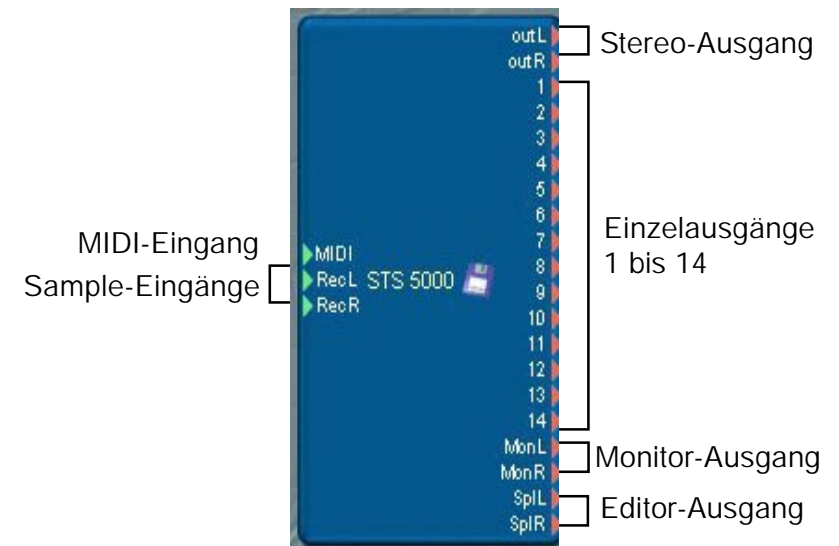 outL
outR
Stereo-Ausgang
1
2
3
4
5
6
7
8
9
10
11
12
13
14
Einzelausgänge
1 bis 14
MIDI-Eingang
Sample-Eingänge
MIDI
RecL STS 5000
RecR
MonL
MonR
Monitor-Ausgang
SplL
SplR
Editor-Ausgang